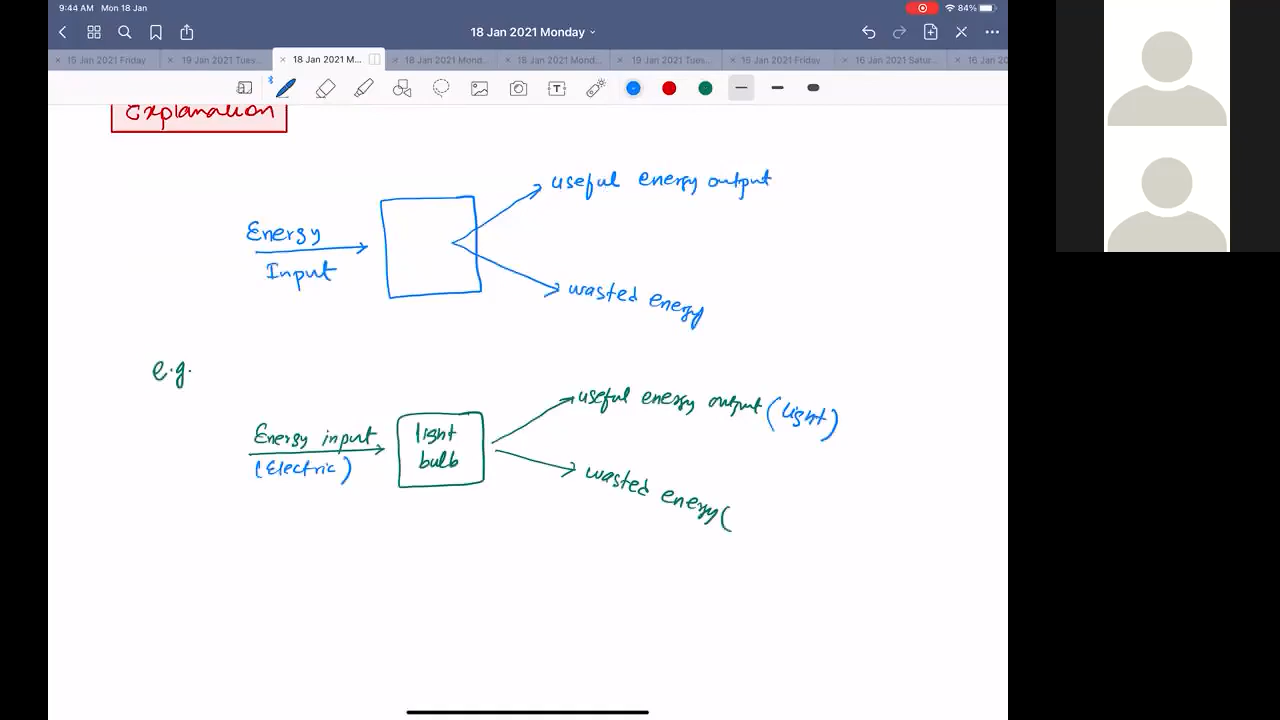 9:44 AM Mon 18 Jan
84%
18 Jan 2021 Monday
15 Jan 2021 Friday
19 Jan 2021 Tues...
18 Jan 2021 M...
18 Jan 2021 Mond...
18 Jan 2021 Mond...
19 Jan 2021 Tues...
15 Jan 2021 Friday
16 Jan 2021 Satur...
16 Jan 20
T
Explanation
useful energy output
Energy
Input
wasted energy
e.g.
useful energy output (light)
Energy input
(Electric)
light
bulb
wasted energy(